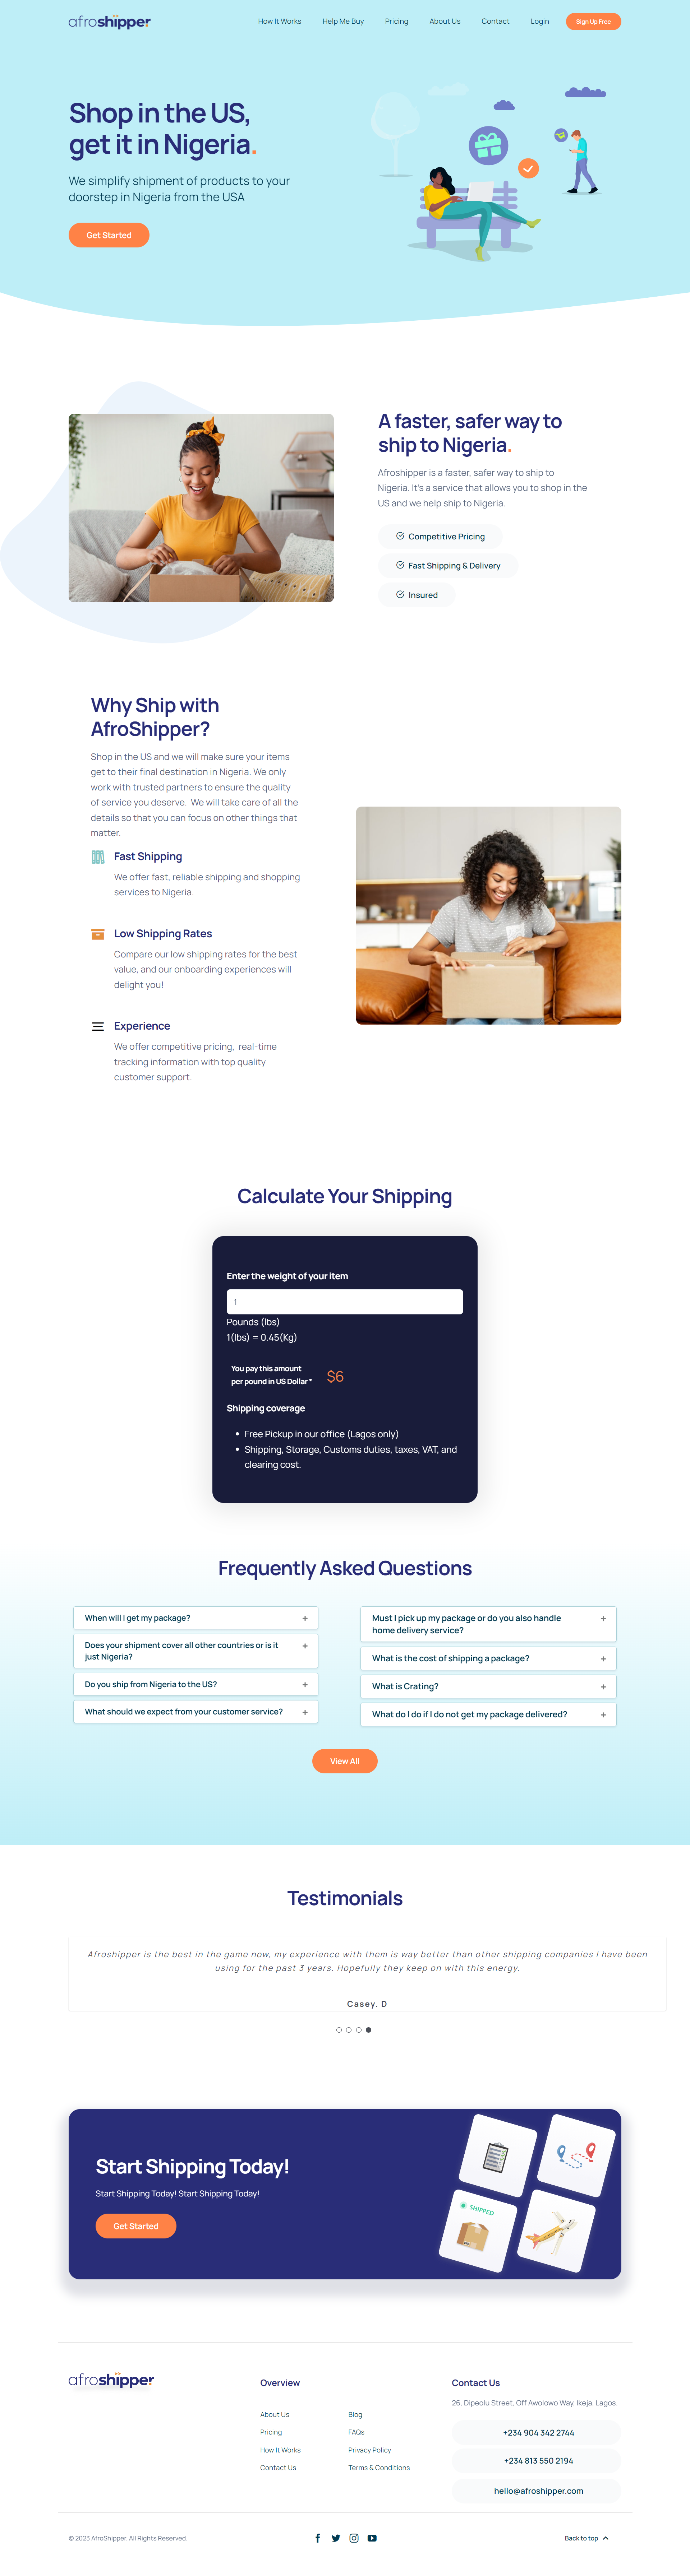 afroshipper
How It Works
Help Me Buy
Pricing
About Us
Contact
Login
Sign Up Free
Shop in the US,
get it in Nigeria.
We simplify shipment of products to your
doorstep in Nigeria from the USA
Get Started
A faster, safer way to
ship to Nigeria.
Afroshipper is a faster, safer way to ship to
Nigeria. It's a service that allows you to shop in the
US and we help ship to Nigeria.
Competitive Pricing
Fast Shipping & Delivery
Insured
Why Ship with
AfroShipper?
Shop in the US and we will make sure your items
get to their final destination in Nigeria. We only
work with trusted partners to ensure the quality
of service you deserve. We will take care of all the
details so that you can focus on other things that
matter.
Fast Shipping
We offer fast, reliable shipping and shopping
services to Nigeria.
Low Shipping Rates
Compare our low shipping rates for the best
value, and our onboarding experiences will
delight you!
Experience
We offer competitive pricing, real-time
tracking information with top quality
customer support.
Calculate Your Shipping
Enter the weight of your item
1
Pounds (lbs)
1(lbs) = 0.45(Kg)
You pay this amount
per pound in US Dollar *
$6
Shipping coverage
• Free Pickup in our office (Lagos only)
• Shipping, Storage, Customs duties, taxes, VAT, and
clearing cost.
Frequently Asked Questions
When will I get my package?
Does your shipment cover all other countries or is it
just Nigeria?
Do you ship from Nigeria to the US?
What should we expect from your customer service?
Must I pick up my package or do you also handle
home delivery service?
What is the cost of shipping a package?
What is Crating?
What do I do if I do not get my package delivered?
View All
Testimonials
Afroshipper is the best in the game now, my experience with them is way better than other shipping companies I have been
using for the past 3 years. Hopefully they keep on with this energy.
Casey. D
Start Shipping Today!
Start Shipping Today! Start Shipping Today!
Get Started
SHIPPED
afroshipper
Overview
About Us
Pricing
How It Works
Contact Us
Blog
FAQs
Privacy Policy
Terms & Conditions
Contact Us
26, Dipeolu Street, Off Awolowo Way, Ikeja, Lagos.
+234 904 342 2744
+234 813 550 2194
hello@afroshipper.com
© 2023 AfroShipper. All Rights Reserved.
Back to top